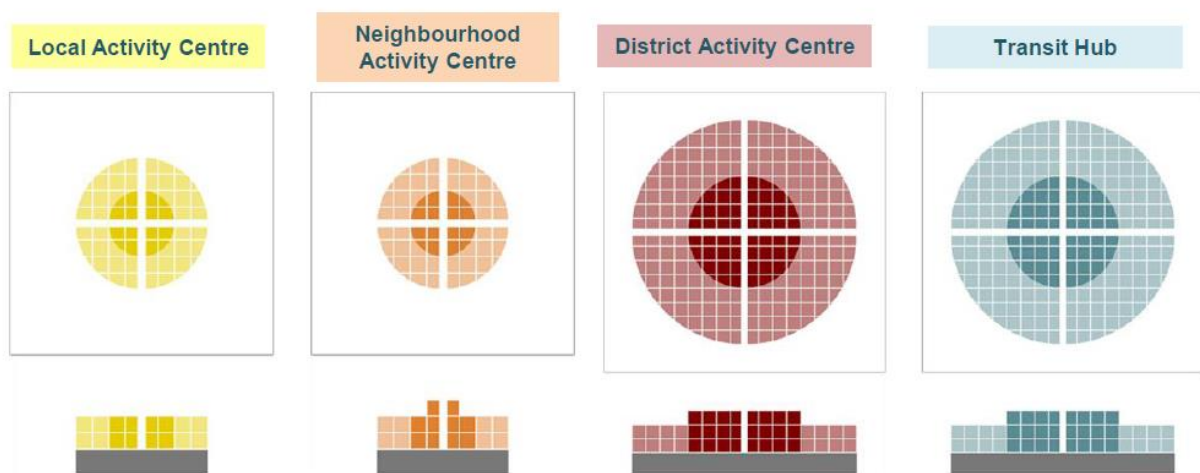 Local Activity Centre
Neighbourhood
Activity Centre
District Activity Centre
Transit Hub